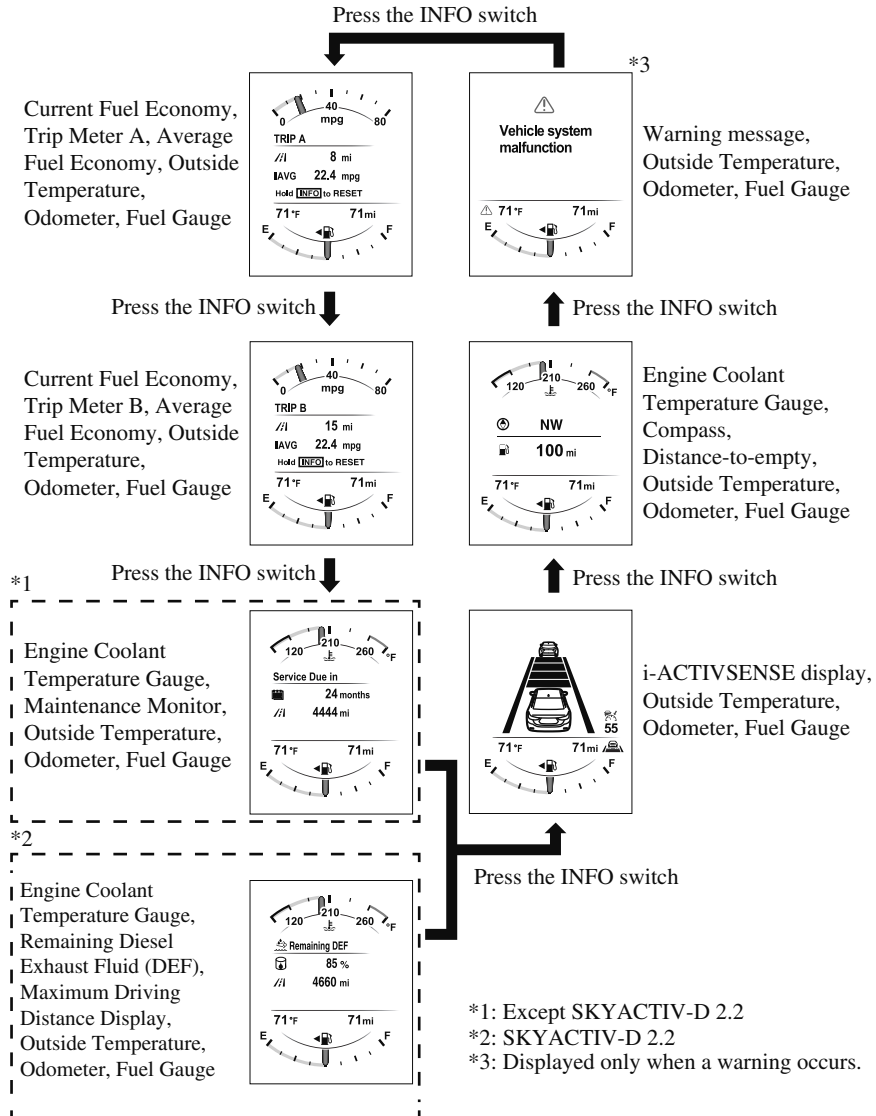 Press the INFO switch
Current Fuel Economy,
Trip Meter A, Average
Fuel Economy, Outside
Temperature,
Odometer, Fuel Gauge
0 40 80
mpg
TRIP A
8 mi
AVG 22.4 mpg
Hold INFO to RESET
71°F 71mi
E F
*3
Vehicle system
malfunction
71°F 71mi
E F
Warning message,
Outside Temperature,
Odometer, Fuel Gauge
Press the INFO switch
Press the INFO switch
Current Fuel Economy,
Trip Meter B, Average
Fuel Economy, Outside
Temperature,
Odometer, Fuel Gauge
0 40 80
mpg
TRIP B
15 mi
AVG 22.4 mpg
Hold INFO to RESET
71°F 71mi
E F
120 210 260 °F
NW
100 mi
71°F 71mi
E F
Engine Coolant
Temperature Gauge,
Compass,
Distance-to-empty,
Outside Temperature,
Odometer, Fuel Gauge
Press the INFO switch
Press the INFO switch
*1
Engine Coolant
Temperature Gauge,
Maintenance Monitor,
Outside Temperature,
Odometer, Fuel Gauge
120 210 260 °F
Service Due in
24 months
4444 mi
71°F 71mi
E F
55
71°F 71mi
E F
i-ACTIVSENSE display,
Outside Temperature,
Odometer, Fuel Gauge
Press the INFO switch
*2
Engine Coolant
Temperature Gauge,
Remaining Diesel
Exhaust Fluid (DEF),
Maximum Driving
Distance Display,
Outside Temperature,
Odometer, Fuel Gauge
120 210 260 °F
Remaining DEF
85 %
4660 mi
71°F 71mi
E F
*1: Except SKYACTIV-D 2.2
*2: SKYACTIV-D 2.2
*3: Displayed only when a warning occurs.